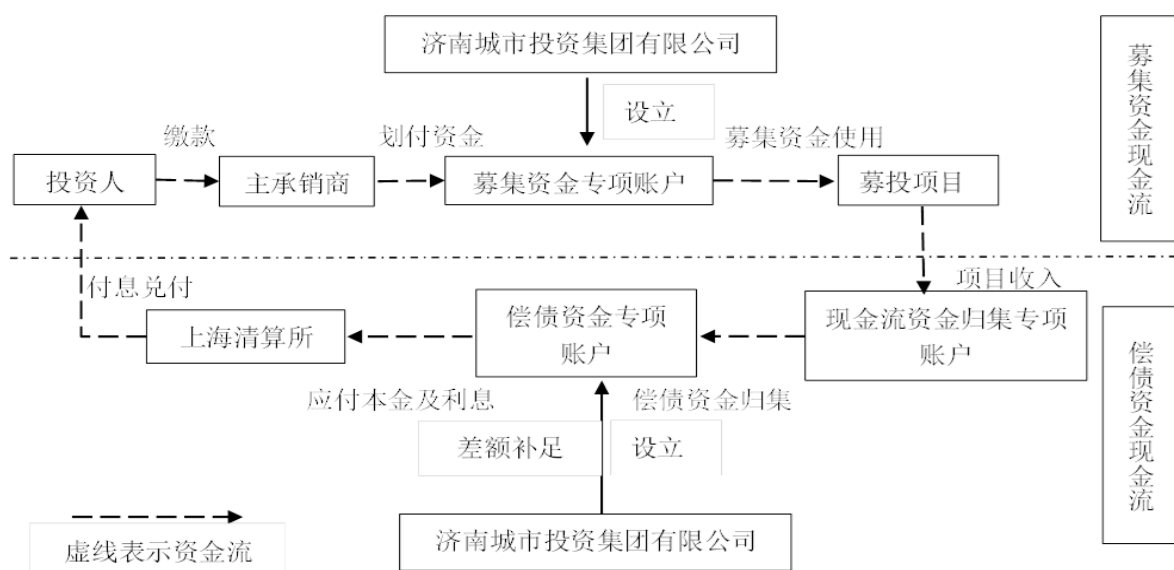 济南城市投资集团有限公司
设立
缴款
划付资金
募集资金使用
投资人
主承销商
募集资金专项账户
募投项目
募集资金现金流
付息兑付
项目收入
上海清算所
偿债资金专项
账户
现金流资金归集专项
账户
应付本金及利息
偿债资金归集
差额补足
设立
偿债资金现金流
济南城市投资集团有限公司
虚线表示资金流